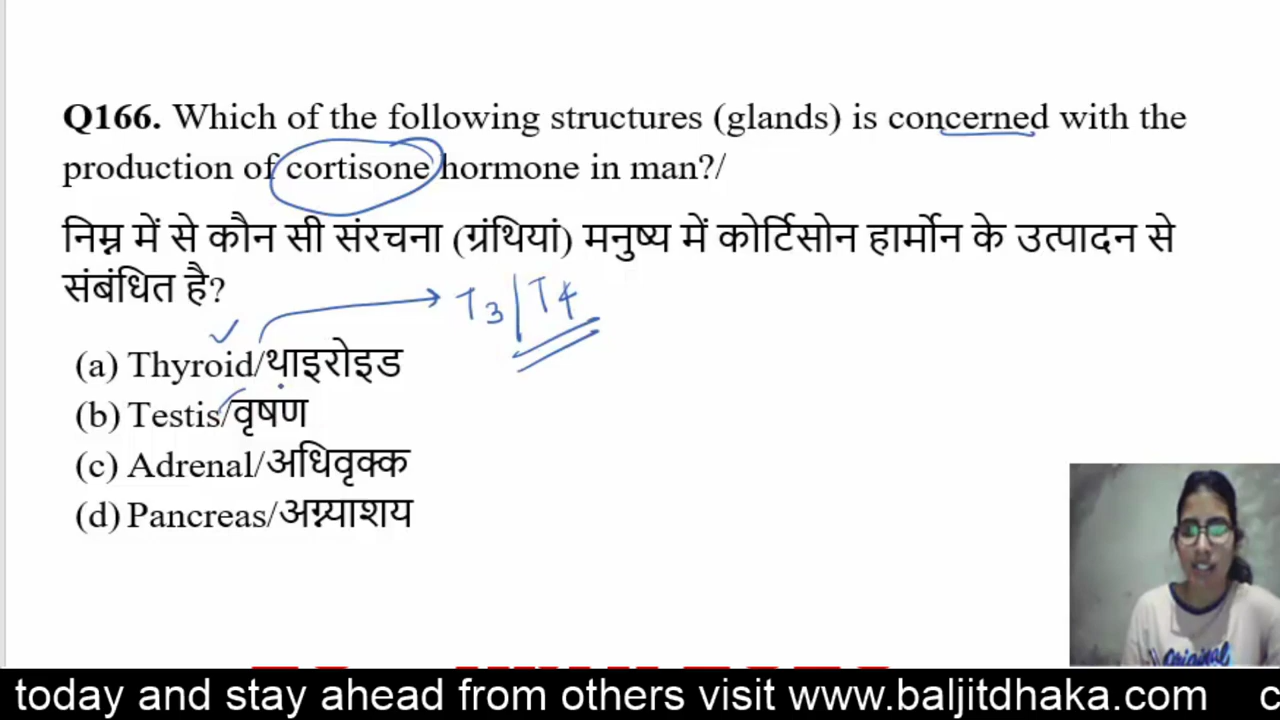 Q166. Which of the following structures (glands) is concerned with the
production of cortisone hormone in man?/
निम्न में से कौन सी संरचना (ग्रंथियां) मनुष्य में कोर्टिसोन हार्मोन के उत्पादन से
संबंधित है?
T3/T4
(a) Thyroid/थाइरोइड
(b) Testis/वृषण
(c) Adrenal/अधिवृक्क
(d) Pancreas/अग्न्याशय
Original
today and stay ahead from others visit www.baljitdhaka.com c